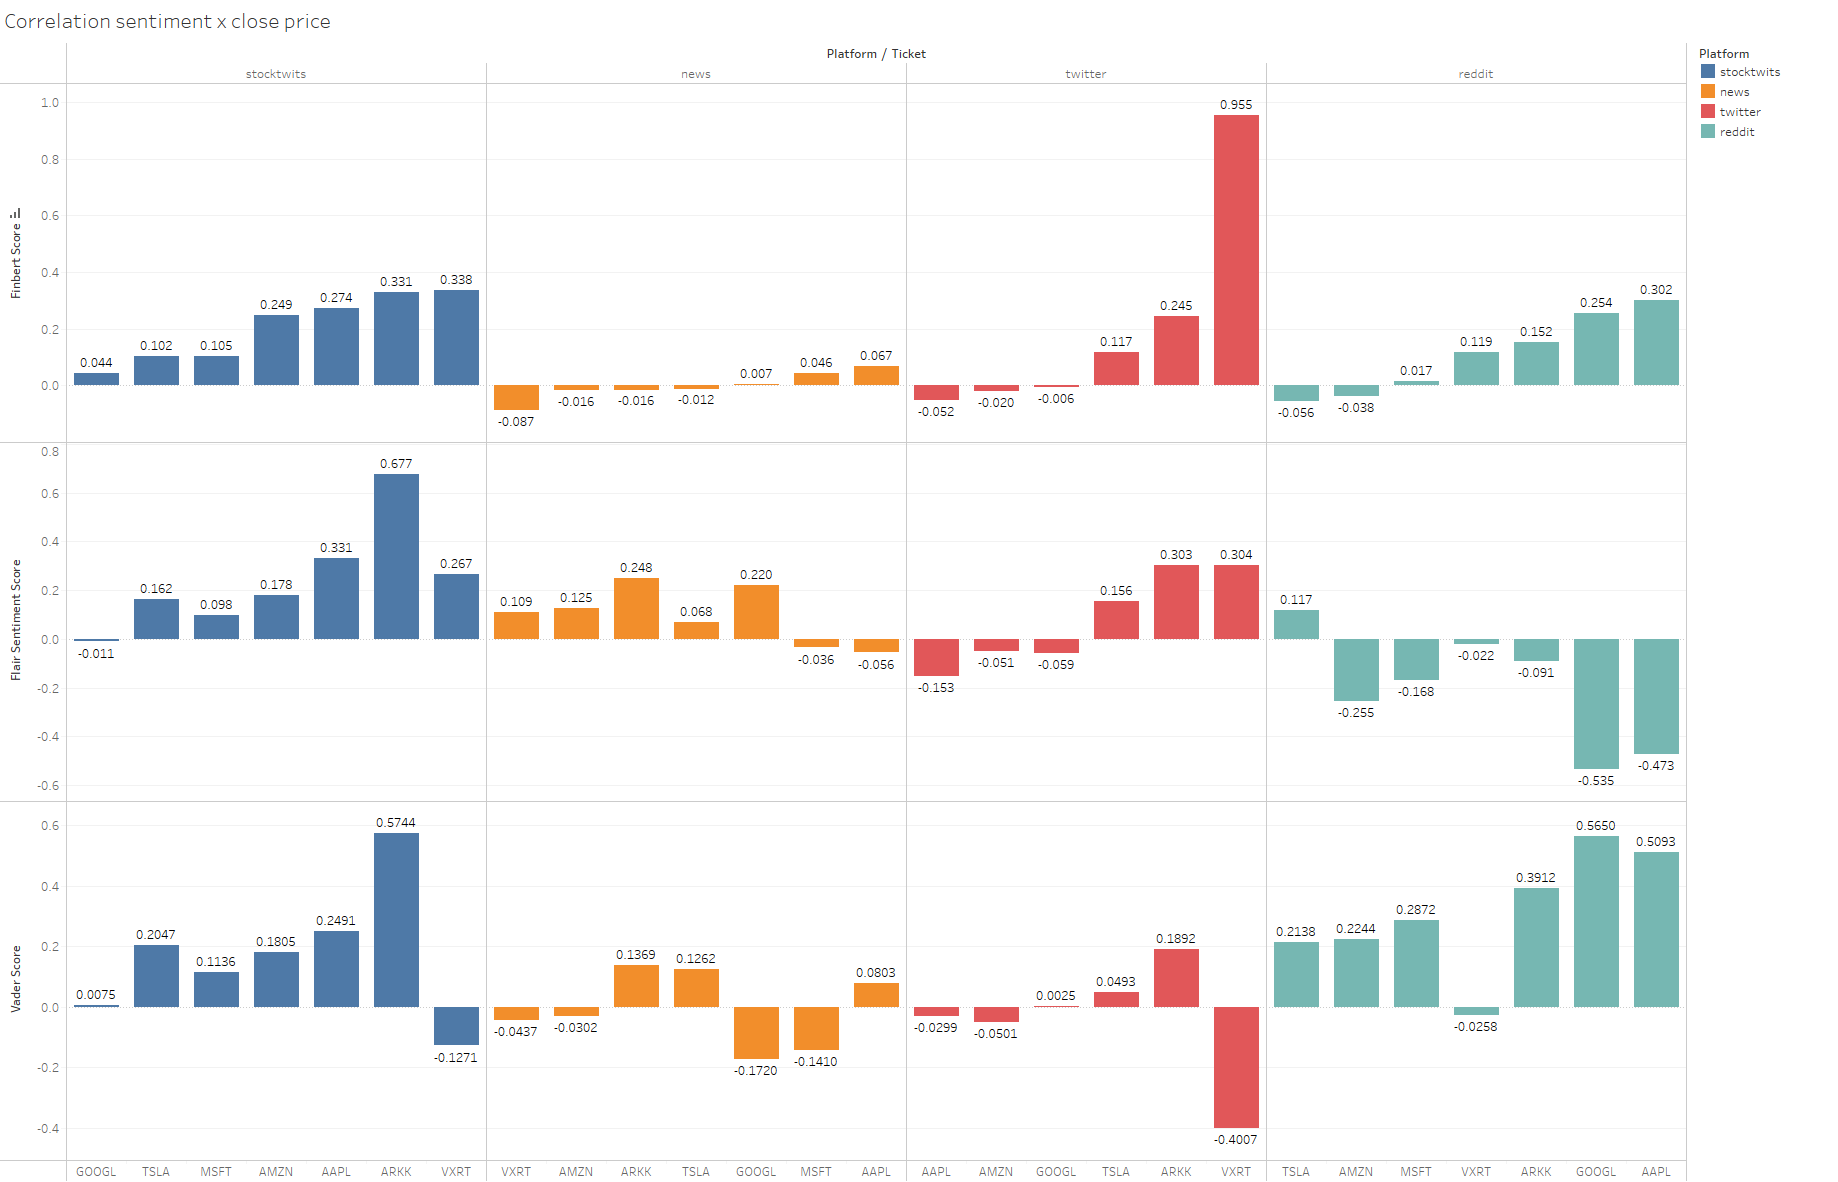 Correlation sentiment x close price
Platform / Ticket
stocktwits news twitter reddit
Platform
stocktwits
news
twitter
reddit
Finbert Score
1.0
0.8
0.6
0.4
0.2
0.0
0.044 0.102 0.105 0.249 0.274 0.331 0.338
-0.087 -0.016 -0.016 -0.012 0.007 0.046 0.067
-0.052 -0.020 -0.006 0.117 0.245 0.955
-0.056 -0.038 0.017 0.119 0.152 0.254 0.302
Flair Sentiment Score
0.8
0.6
0.4
0.2
0.0
-0.2
-0.4
-0.6
-0.011 0.162 0.098 0.178 0.331 0.677 0.267
0.109 0.125 0.248 0.068 0.220 -0.036 -0.056
-0.153 -0.051 -0.059 0.156 0.303 0.304
0.117 -0.255 -0.168 -0.022 -0.091 -0.535 -0.473
Vader Score
0.6
0.4
0.2
0.0
-0.2
-0.4
0.0075 0.2047 0.1136 0.1805 0.2491 0.5744 -0.1271
-0.0437 -0.0302 0.1369 0.1262 -0.1720 -0.1410 0.0803
-0.0299 -0.0501 0.0025 0.0493 0.1892 -0.4007
0.2138 0.2244 0.2872 -0.0258 0.3912 0.5650 0.5093
GOOGL TSLA MSFT AMZN AAPL ARKK VXRT
VXRT AMZN ARKK TSLA GOOGL MSFT AAPL
AAPL AMZN GOOGL TSLA ARKK VXRT
TSLA AMZN MSFT VXRT ARKK GOOGL AAPL